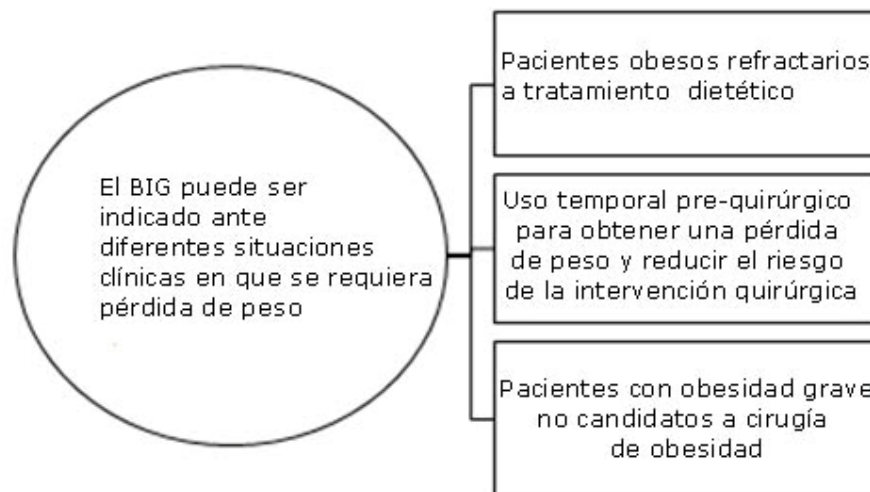 El BIG puede ser
indicado ante
diferentes situaciones
clínicas en que se requiera
pérdida de peso
Pacientes obesos refractarios
a tratamiento dietético
Uso temporal pre-quirúrgico
para obtener una pérdida
de peso y reducir el riesgo
de la intervención quirúrgica
Pacientes con obesidad grave
no candidatos a cirugía
de obesidad